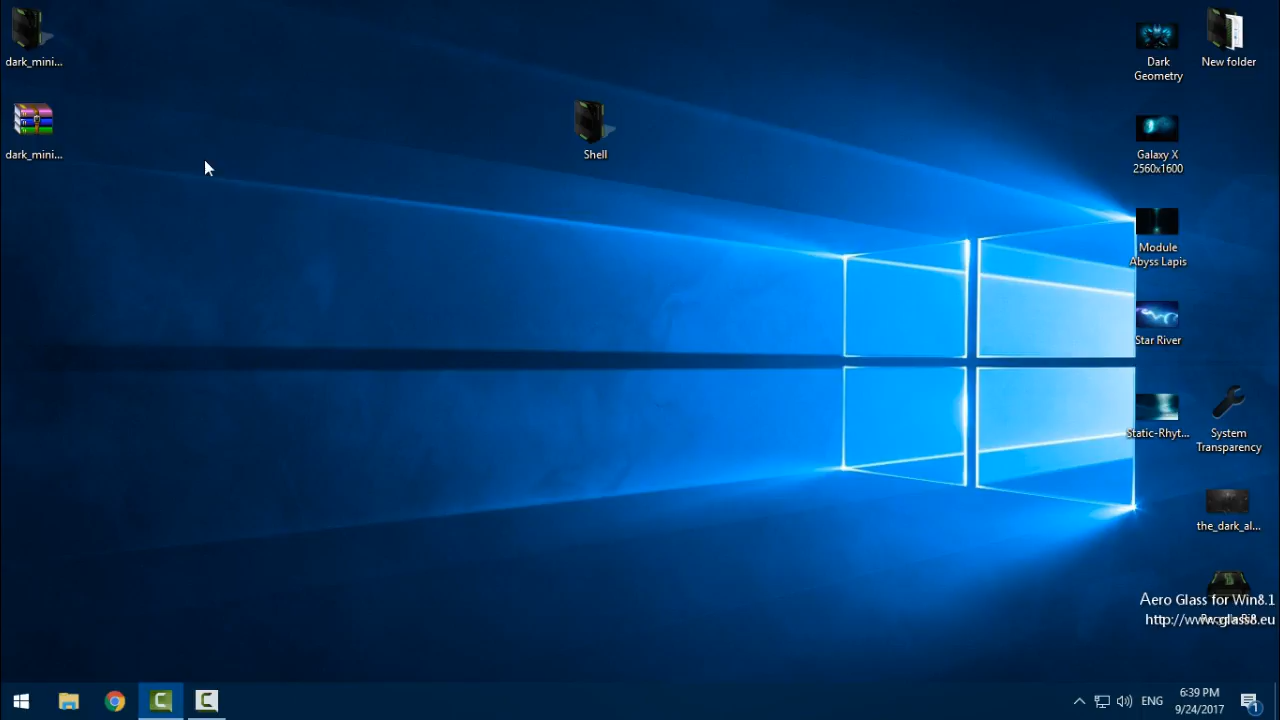 dark_mini...
dark_mini...
Shell
Dark
Geometry
New folder
Galaxy X
2560x1600
Module
Abyss Lapis
Star River
Static-Rhyt...
System
Transparency
the_dark_al...
Aero Glass for Win8.1
http://www.glass8.eu
ENG
6:39 PM
9/24/2017
1